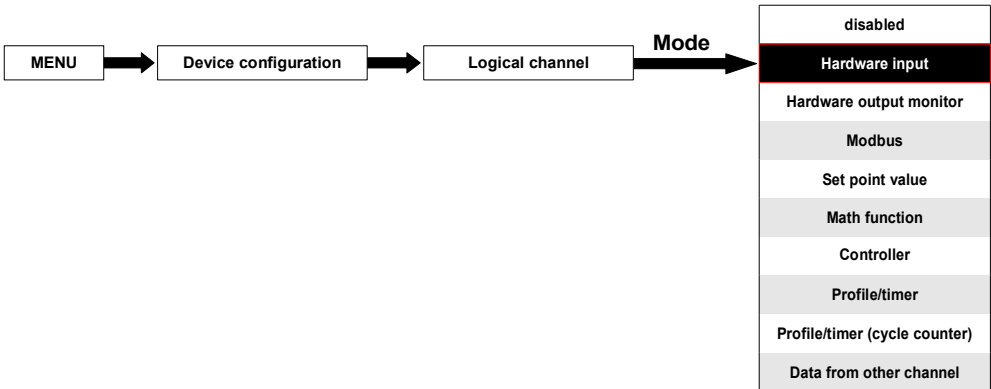 MENU
Device configuration
Logical channel
Mode
disabled
Hardware input
Hardware output monitor
Modbus
Set point value
Math function
Controller
Profile/timer
Profile/timer (cycle counter)
Data from other channel